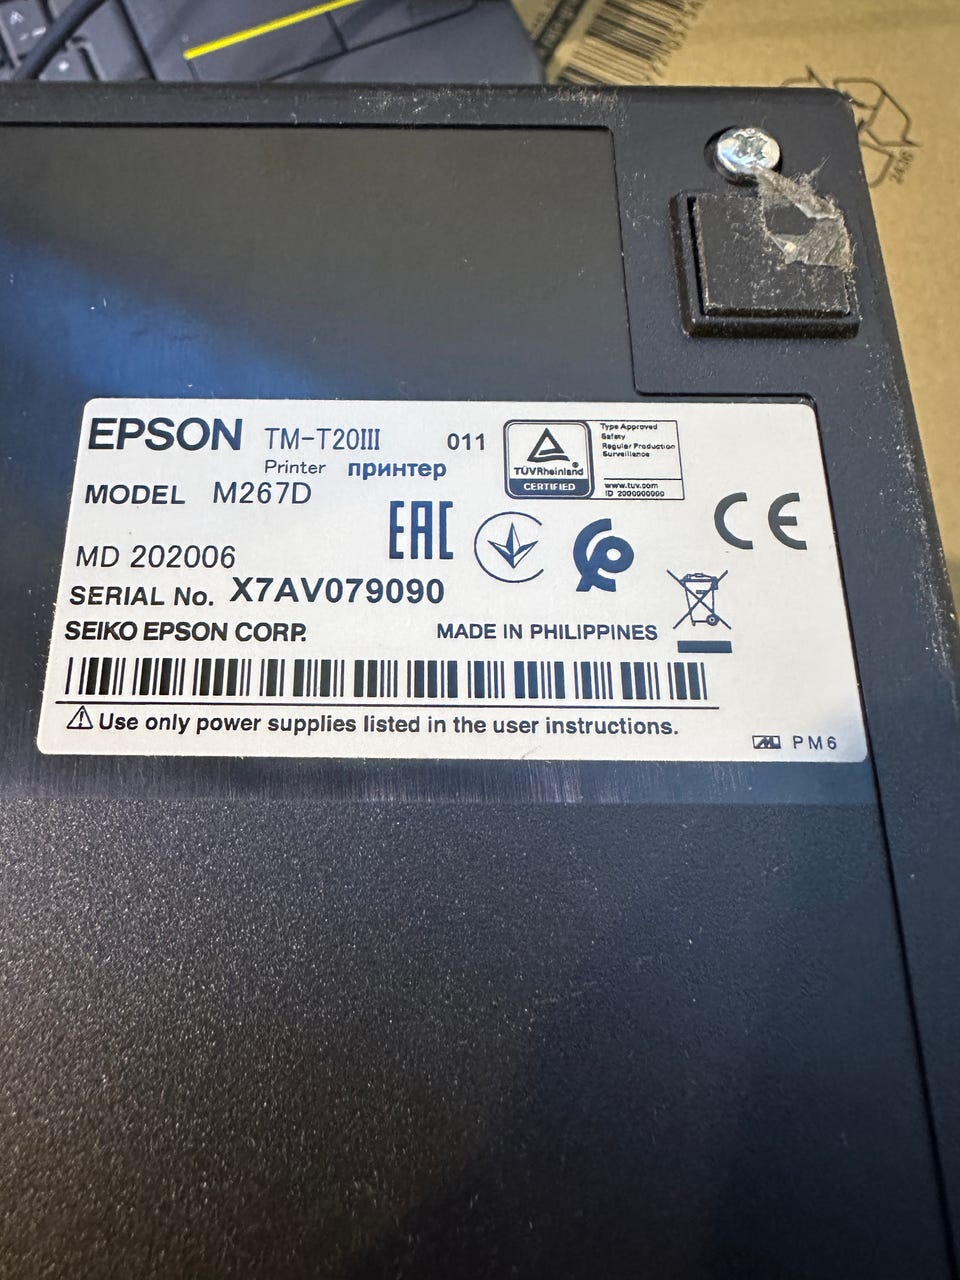 EPSON TM-T20III 011
Printer принтер
MODEL M267D
TÜVRheinland®
CERTIFIED
Type Approved
Safety
Regular Production
Surveillance
www.tuv.com
ID 2000000000
EAC
CE
MD 202006
SERIAL No. X7AV079090
SEIKO EPSON CORP. MADE IN PHILIPPINES
Use only power supplies listed in the user instructions.
PM6